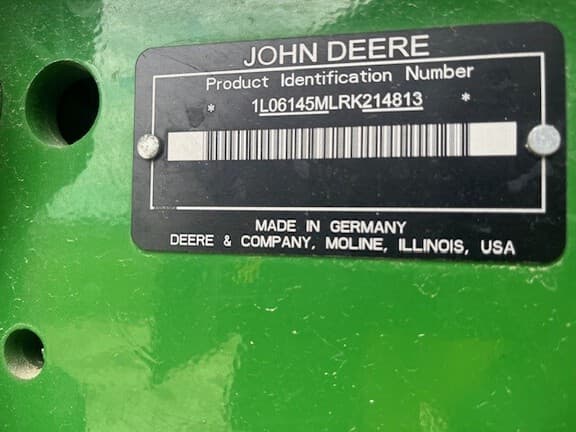 JOHN DEERE
Product Identification Number
* 1L06145MLRK214813 *
MADE IN GERMANY
DEERE & COMPANY, MOLINE, ILLINOIS, USA